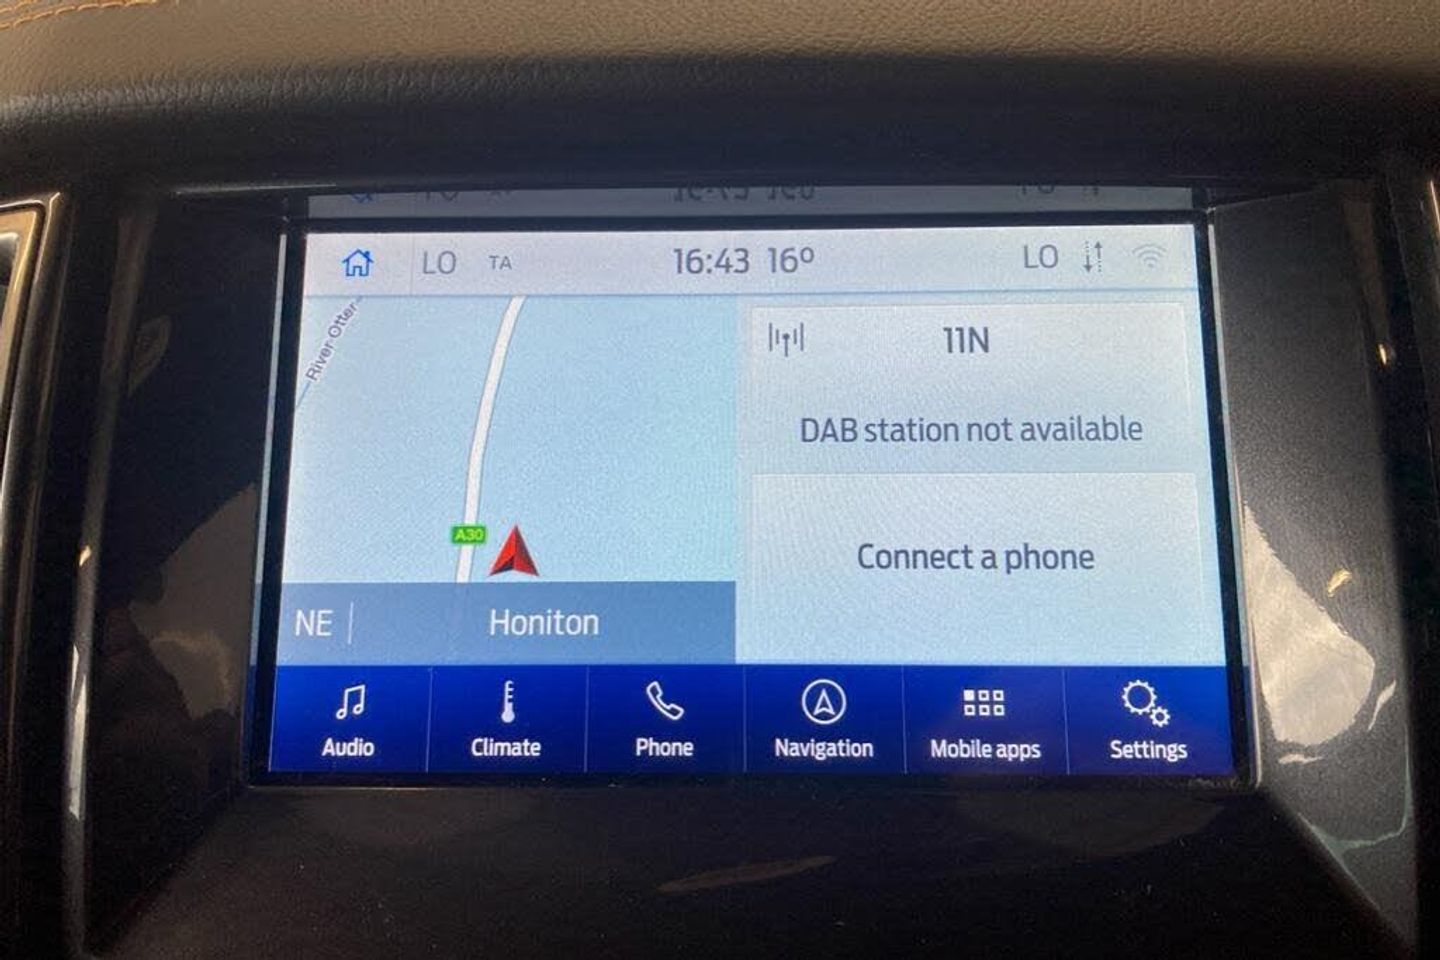 LO TA 16:43 16° LO
River Otter
11N
DAB station not available
A30
Connect a phone
NE Honiton
Audio Climate Phone Navigation Mobile apps Settings